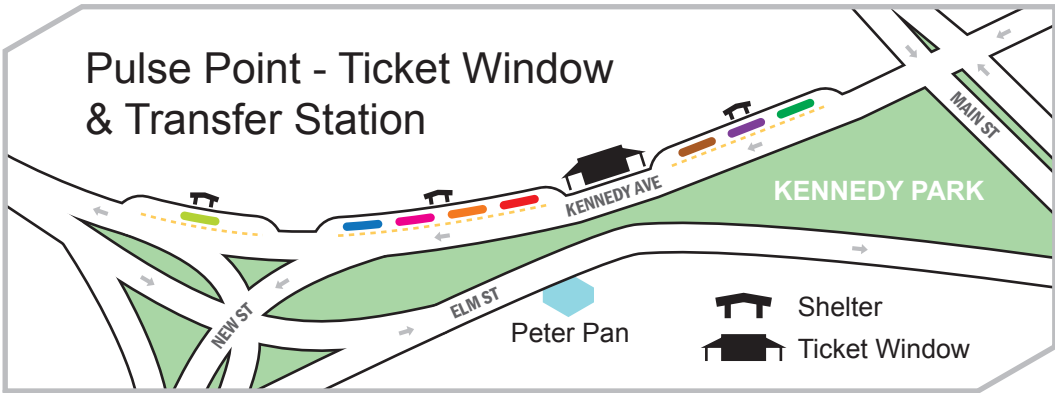 Pulse Point - Ticket Window
& Transfer Station
MAIN ST
KENNEDY AVE
KENNEDY PARK
NEW ST
ELM ST
Peter Pan
Shelter
Ticket Window